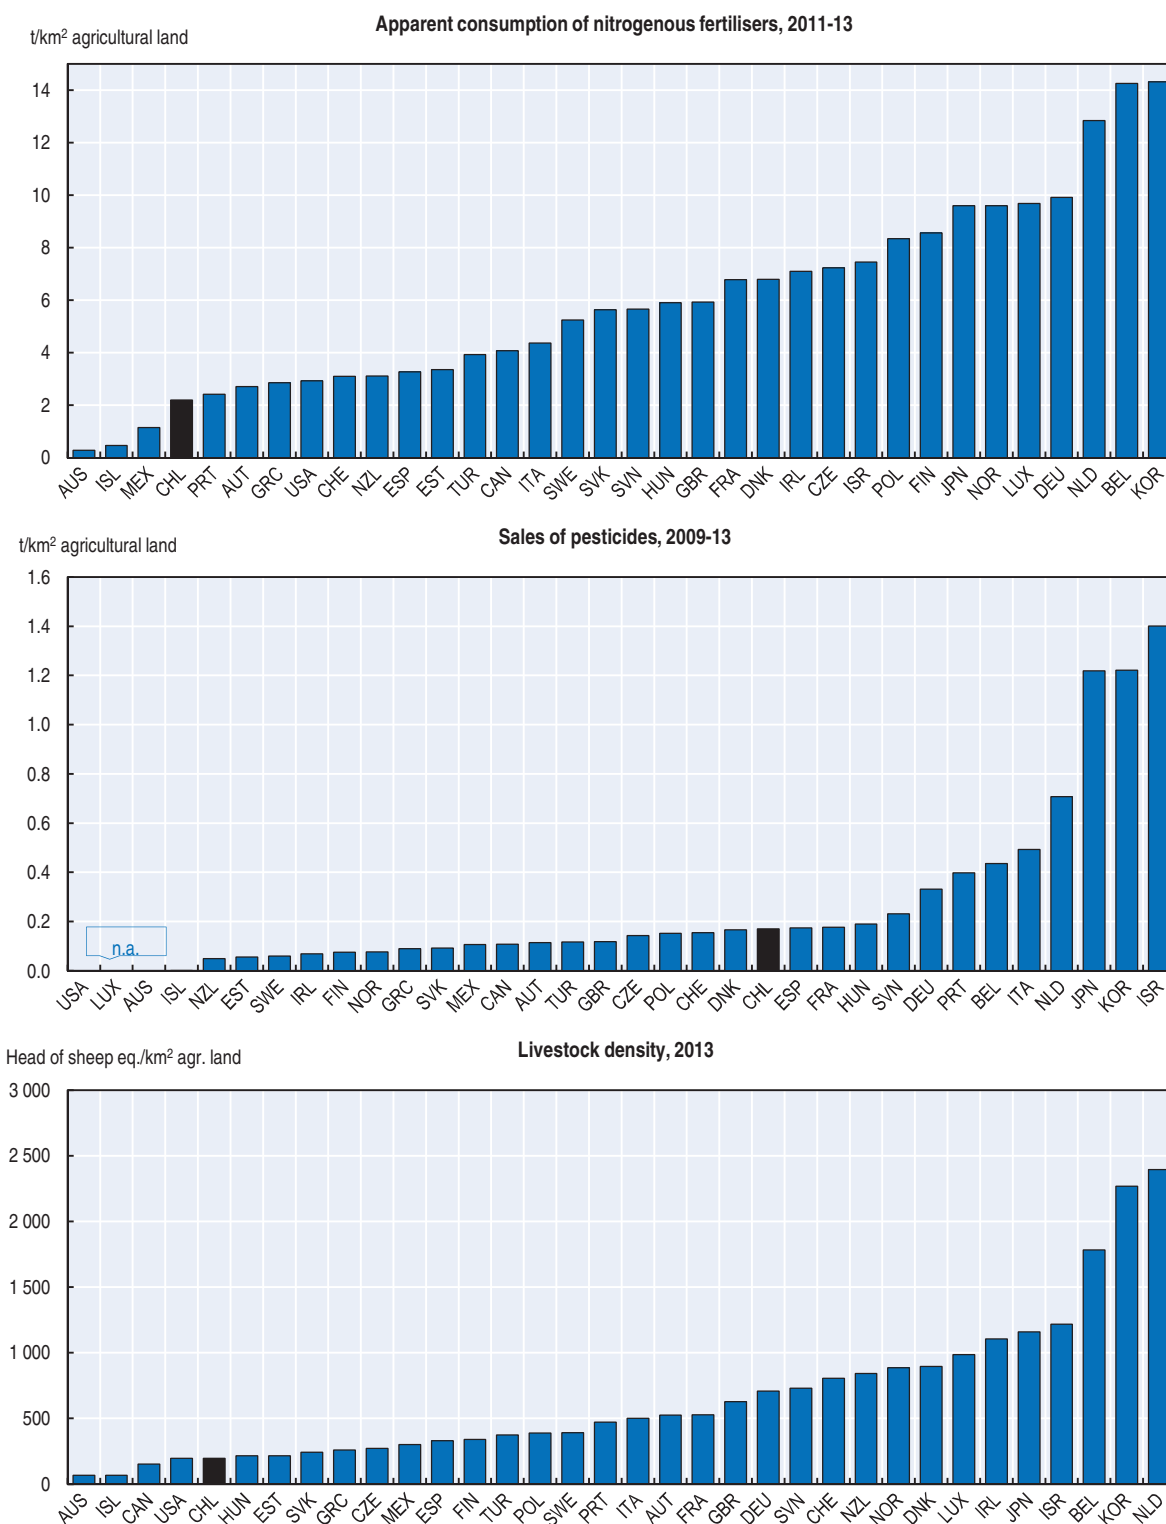 Apparent consumption of nitrogenous fertilisers, 2011-13
t/km² agricultural land
14
12
10
8
6
4
2
0
AUS ISL MEX CHL PRT AUT GRC USA CHE NZL ESP EST TUR CAN ITA SWE SVK SVN HUN GBR FRA DNK IRL CZE ISR POL FIN JPN NOR LUX DEU NLD BEL KOR
Sales of pesticides, 2009-13
t/km² agricultural land
1.6
1.4
1.2
1.0
0.8
0.6
0.4
0.2
n.a.
0.0
USA LUX AUS ISL NZL EST SWE IRL FIN NOR GRC SVK MEX CAN AUT TUR GBR CZE POL CHE DNK CHL ESP FRA HUN SVN DEU PRT BEL ITA NLD JPN KOR ISR
Livestock density, 2013
Head of sheep eq./km² agr. land
3 000
2 500
2 000
1 500
1 000
500
0
AUS ISL CAN USA CHL HUN EST SVK GRC CZE MEX ESP FIN TUR POL SWE PRT ITA AUT FRA GBR DEU SVN CHE NZL NOR DNK LUX IRL JPN ISR BEL KOR NLD